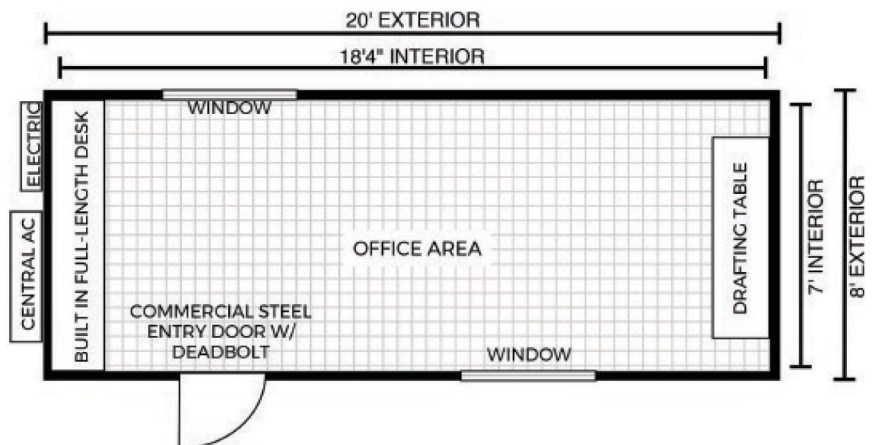 20' EXTERIOR
18'4" INTERIOR
WINDOW
ELECTRIC
CENTRAL AC
BUILT IN FULL-LENGTH DESK
OFFICE AREA
COMMERCIAL STEEL
ENTRY DOOR W/
DEADBOLT
WINDOW
DRAFTING TABLE
7' INTERIOR
8' EXTERIOR